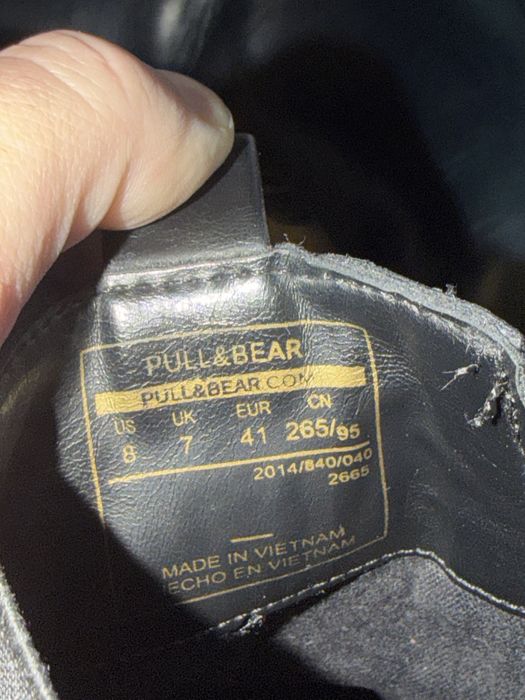 PULL&BEAR
PULL&BEAR.COM
US UK EUR CN
8 7 41 265/95
2014/840/040
2665
MADE IN VIETNAM
ECHO EN VIETNAM